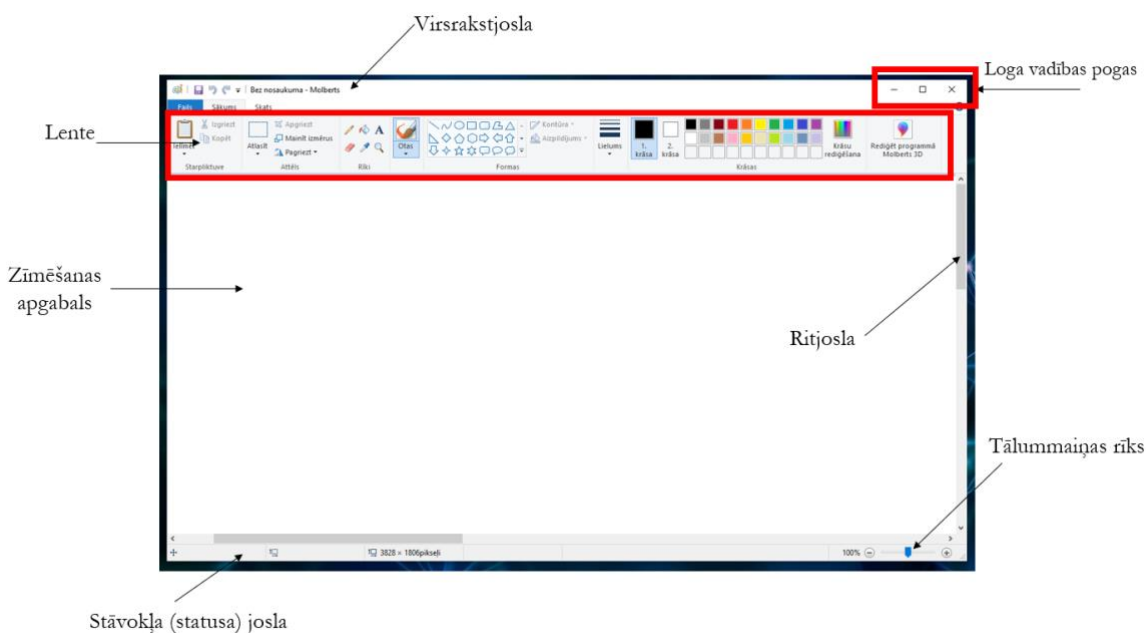 Virsrakstjosla
Loga vadības pogas
Bez nosaukuma - Molberts
Fails Sākums Skats
Lente
Ielīmēt
Izgriezt
Kopēt
Starpliktuve
Atlasīt
Apgriezt
Mainīt izmērus
Pagriezt
Attēls
A
Rīki
Otas
Kontūra
Aizpildījums
Formas
Lielums
1.
krāsa
2.
krāsa
Krāsu
rediģēšana
Krāsas
Rediģēt programmā
Molberts 3D
Zīmēšanas
apgabals
Ritjosla
Tālummaiņas rīks
3828 × 1806pikseļi
100%
Stāvokļa (statusa) josla